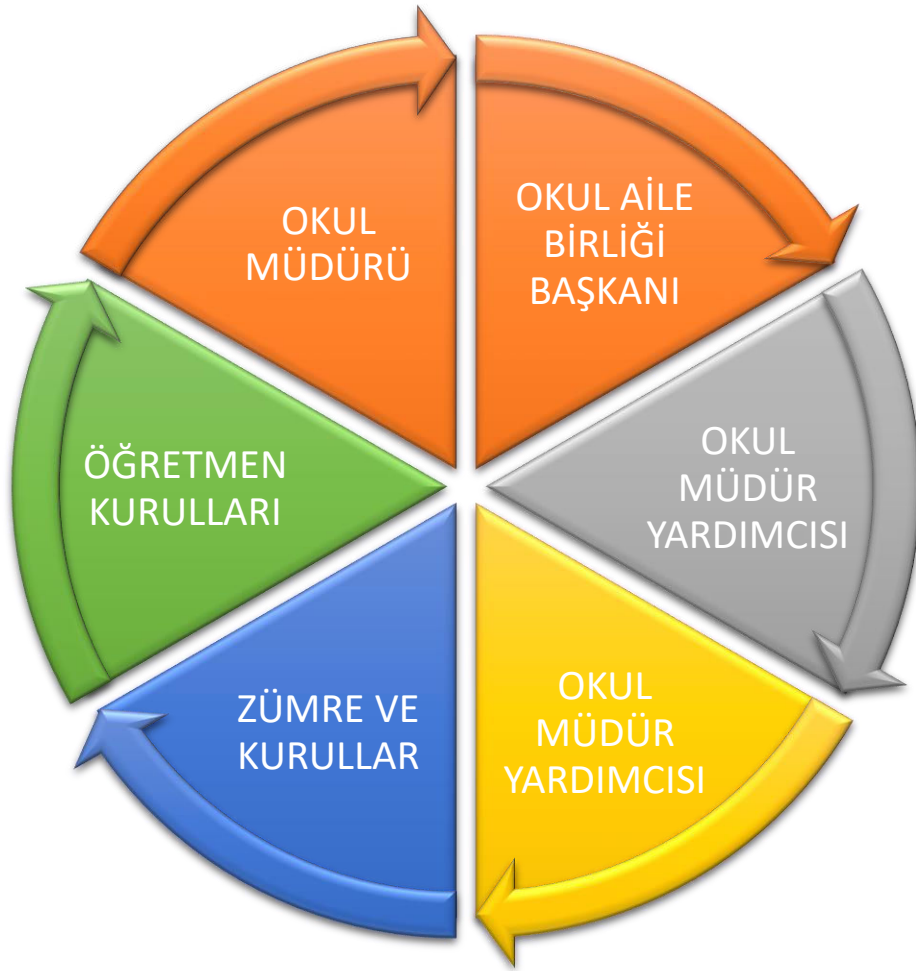 OKUL
MÜDÜRÜ
OKUL AİLE
BİRLİĞİ
BAŞKANI
OKUL
MÜDÜR
YARDIMCISI
OKUL
MÜDÜR
YARDIMCISI
ZÜMRE VE
KURULLAR
ÖĞRETMEN
KURULLARI